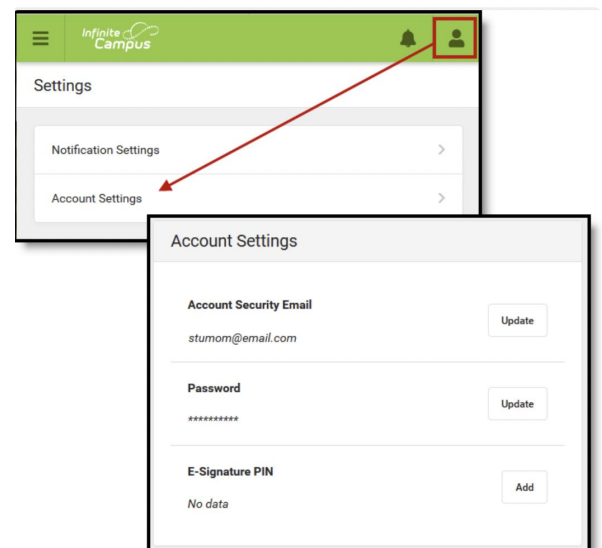 Infinite
Campus
Settings
Notification Settings
Account Settings
Account Settings
Account Security Email
Update
stumom@email.com
Password
Update
**********
E-Signature PIN
Add
No data